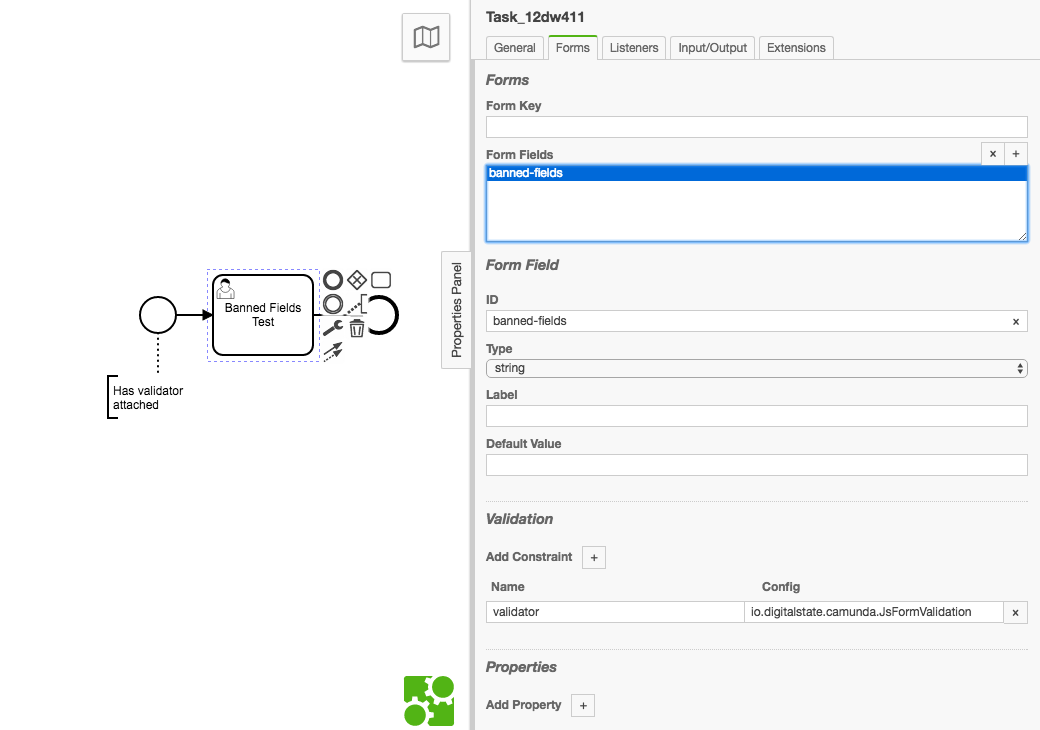 Task_12dw411
General
Forms
Listeners
Input/Output
Extensions
Forms
Form Key
Form Fields
×
+
banned-fields
Form Field
ID
banned-fields
×
Type
string
Label
Default Value
Validation
Add Constraint
+
Name
Config
validator
io.digitalstate.camunda.JsFormValidation
×
Properties
Add Property
+
Properties Panel
Banned Fields
Test
Has validator
attached